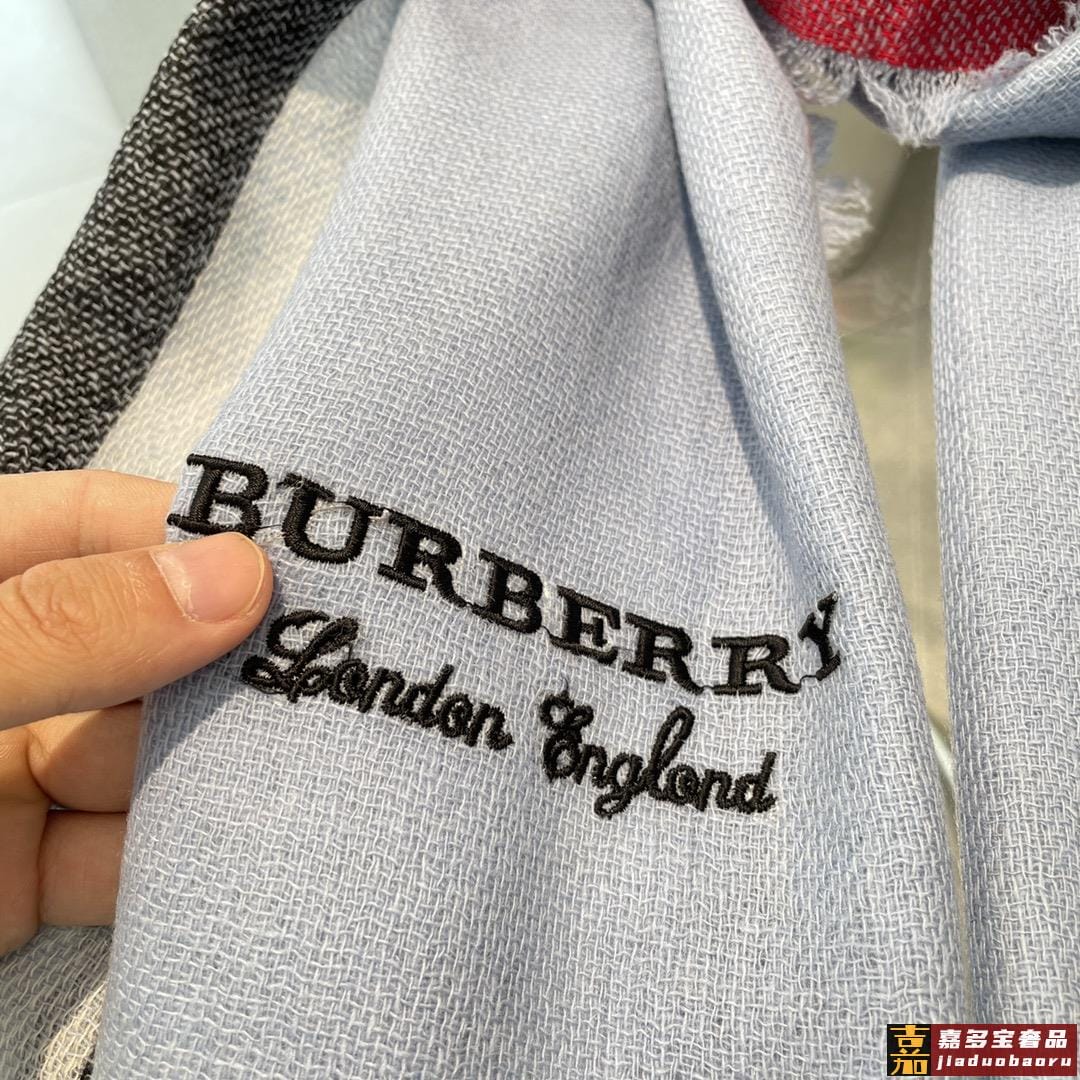 BURBERRY
London England
嘉多宝奢品
jiaduobaoru